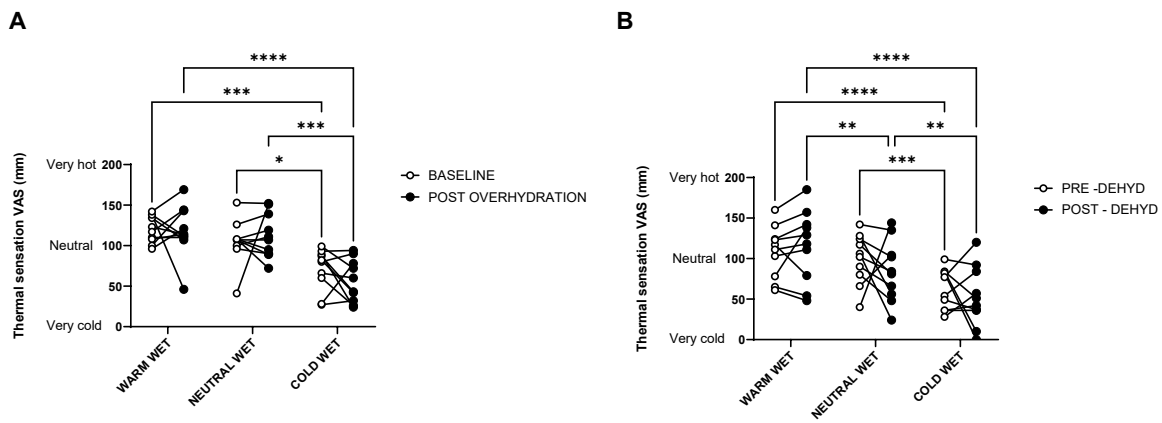 A
****
***
***
*
Thermal sensation VAS (mm)
Very hot
Neutral
Very cold
200
150
100
50
0
WARM WET
NEUTRAL WET
COLD WET
BASELINE
POST OVERHYDRATION
B
****
****
**
**
***
Thermal sensation VAS (mm)
Very hot
Neutral
Very cold
200
150
100
50
0
WARM WET
NEUTRAL WET
COLD WET
PRE -DEHYD
POST - DEHYD